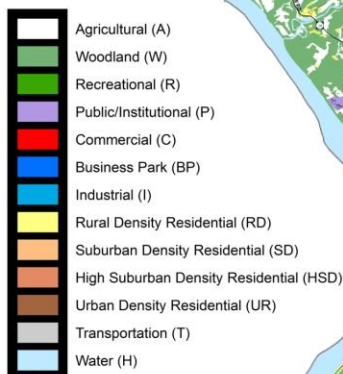 Agricultural (A)
Woodland (W)
Recreational (R)
Public/Institutional (P)
Commercial (C)
Business Park (BP)
Industrial (I)
Rural Density Residential (RD)
Suburban Density Residential (SD)
High Suburban Density Residential (HSD)
Urban Density Residential (UR)
Transportation (T)
Water (H)